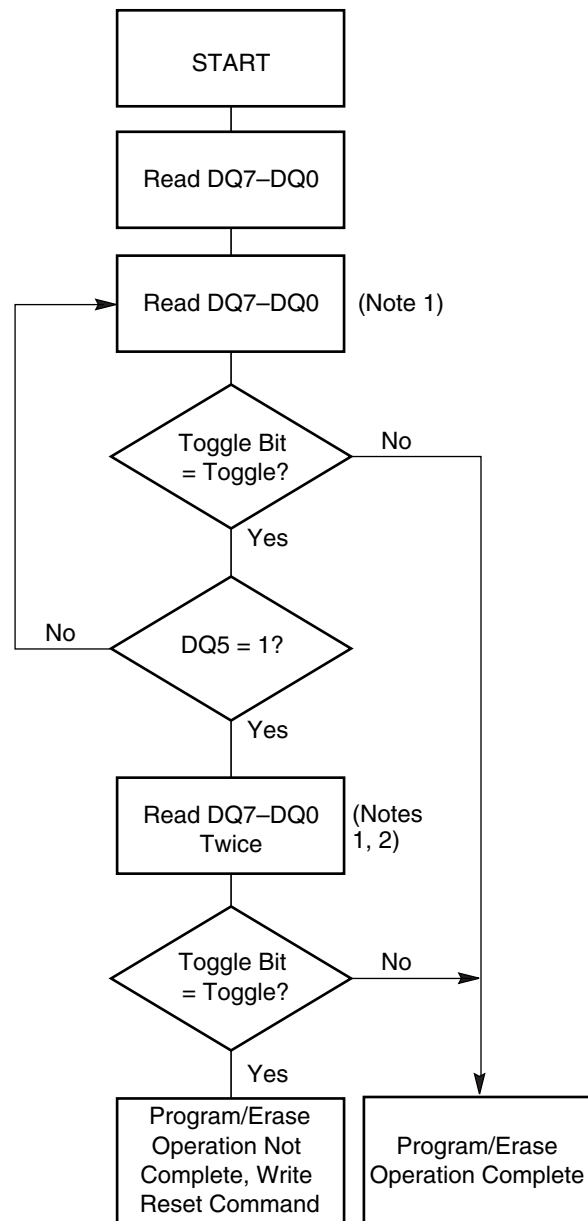 START
Read DQ7–DQ0
Read DQ7–DQ0
(Note 1)
Toggle Bit
= Toggle?
No
Yes
No
DQ5 = 1?
Yes
Read DQ7–DQ0
Twice
(Notes
1, 2)
Toggle Bit
= Toggle?
No
Yes
Program/Erase
Operation Not
Complete, Write
Reset Command
Program/Erase
Operation Complete